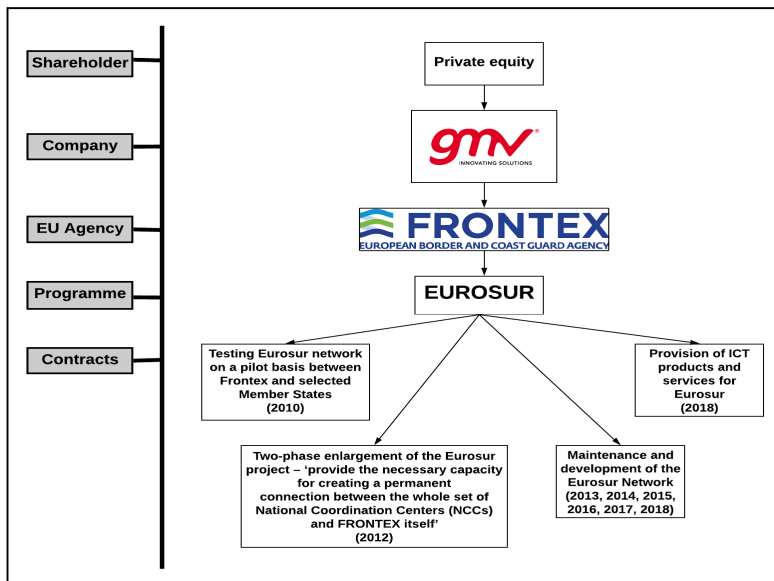 Shareholder
Company
EU Agency
Programme
Contracts
Private equity
gmv®
INNOVATING SOLUTIONS
FRONTEX
EUROPEAN BORDER AND COAST GUARD AGENCY
EUROSUR
Testing Eurosur network
on a pilot basis between
Frontex and selected
Member States
(2010)
Two-phase enlargement of the Eurosur
project – ‘provide the necessary capacity
for creating a permanent
connection between the whole set of
National Coordination Centers (NCCs)
and FRONTEX itself’
(2012)
Maintenance and
development of the
Eurosur Network
(2013, 2014, 2015,
2016, 2017, 2018)
Provision of ICT
products and
services for
Eurosur
(2018)